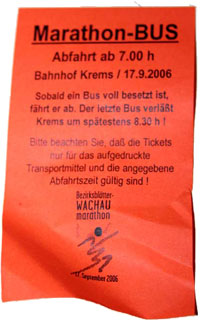 Marathon-BUS
Abfahrt ab 7.00 h
Bahnhof Krems / 17.9.2006
Sobald ein Bus voll besetzt ist,
fährt er ab. Der letzte Bus verläßt
Krems um spätestens 8.30 h !
Bitte beachten Sie, daß die Tickets
nur für das aufgedruckte
Transportmittel und die angegebene
Abfahrtszeit gültig sind !
Bezirksblätter-
WACHAU
marathon
September 2006